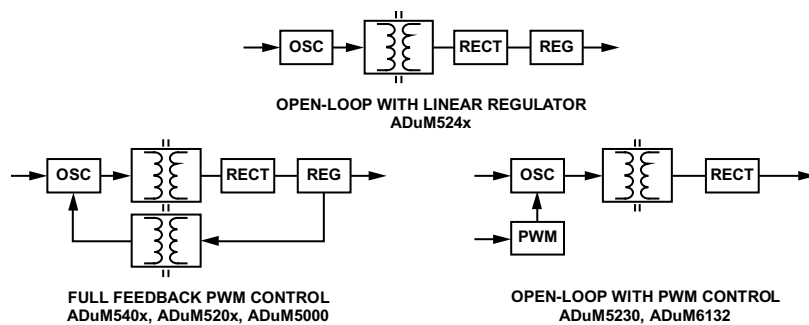 OSC
RECT
REG
OPEN-LOOP WITH LINEAR REGULATOR
ADuM524x
OSC
RECT
REG
FULL FEEDBACK PWM CONTROL
ADuM540x, ADuM520x, ADuM5000
OSC
RECT
PWM
OPEN-LOOP WITH PWM CONTROL
ADuM5230, ADuM6132